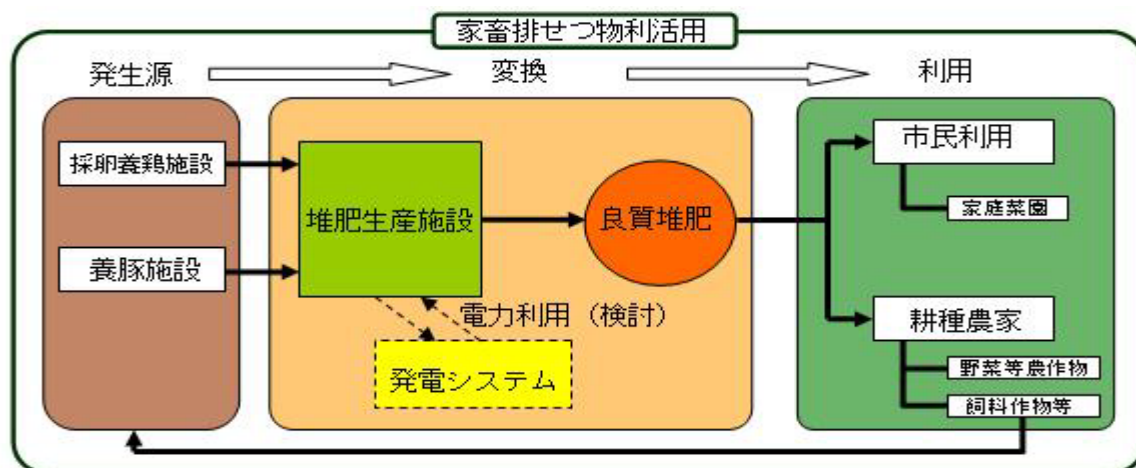 家畜排せつ物利活用
発生源
変換
利用
採卵養鶏施設
養豚施設
堆肥生産施設
良質堆肥
電力利用（検討）
発電システム
市民利用
家庭菜園
耕種農家
野菜等農作物
飼料作物等